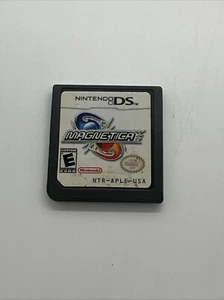 NINTENDO DS
MAGNETICA
E
Nintendo
NTR-APLE-USA